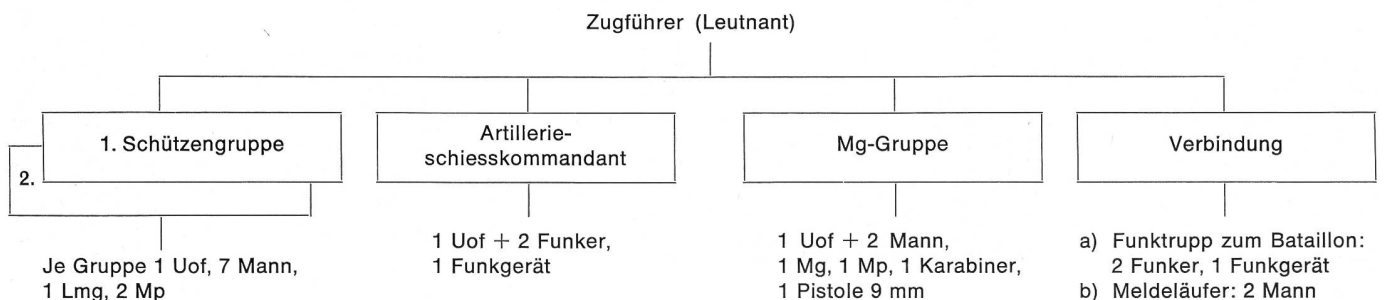 Zugführer (Leutnant)
1. Schützengruppe
2.
Je Gruppe 1 Uof, 7 Mann,
1 Lmg, 2 Mp
Artillerie-
schiesskommandant
1 Uof + 2 Funker,
1 Funkgerät
Mg-Gruppe
1 Uof + 2 Mann,
1 Mg, 1 Mp, 1 Karabiner,
1 Pistole 9 mm
Verbindung
a) Funktrupp zum Bataillon:
2 Funker, 1 Funkgerät
b) Meldeläufer: 2 Mann